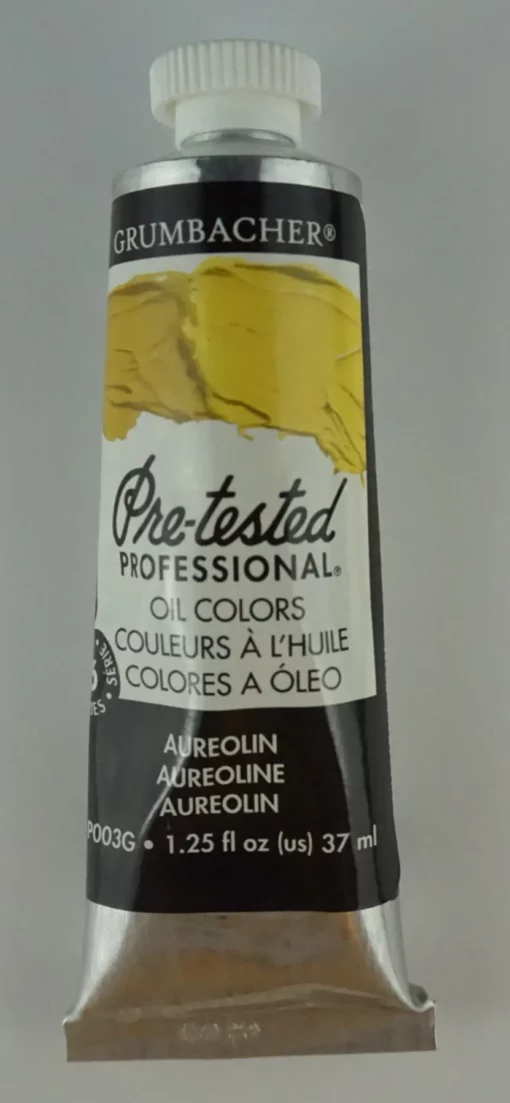 GRUMBACHER®
Pre-tested
PROFESSIONAL®
OIL COLORS
COULEURS À L'HUILE
COLORES A ÓLEO
SÉRIE
AUREOLIN
AUREOLINE
AUREOLIN
P003G • 1.25 fl oz (us) 37 ml